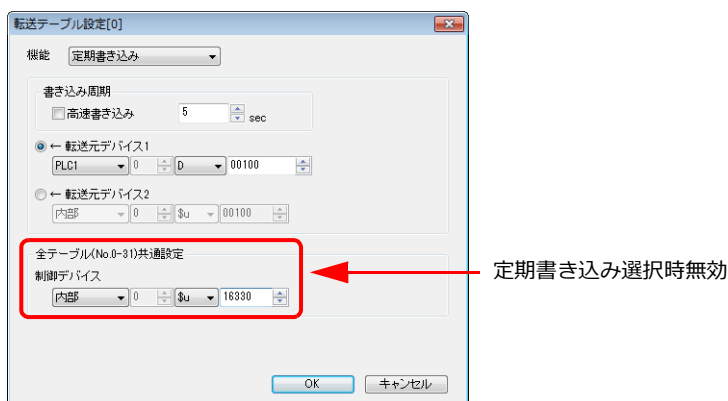 転送テーブル設定[0]
機能 定期書き込み
書き込み周期
高速書き込み 5 sec
← 転送元デバイス1
PLC1 0 D 00100
← 転送元デバイス2
内部 0 $u 00100
全テーブル(No.0-31)共通設定
制御デバイス
内部 0 $u 16330
定期書き込み選択時無効
OK キャンセル